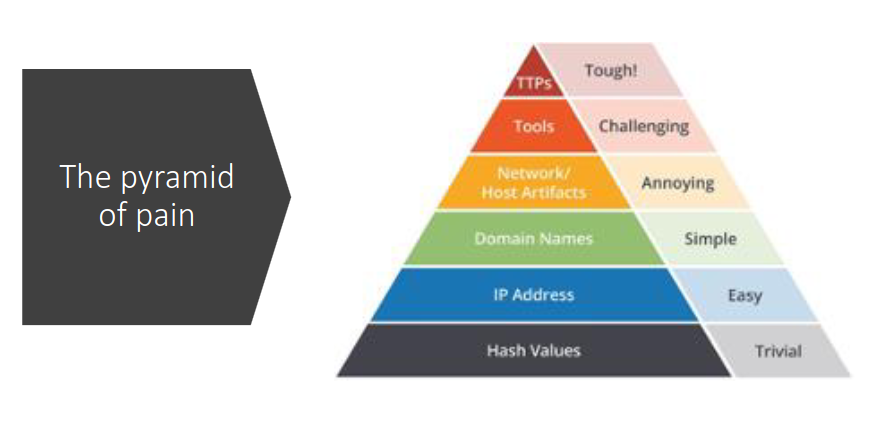 The pyramid
of pain
TTPs
Tough!
Tools
Challenging
Network/
Host Artifacts
Annoying
Domain Names
Simple
IP Address
Easy
Hash Values
Trivial